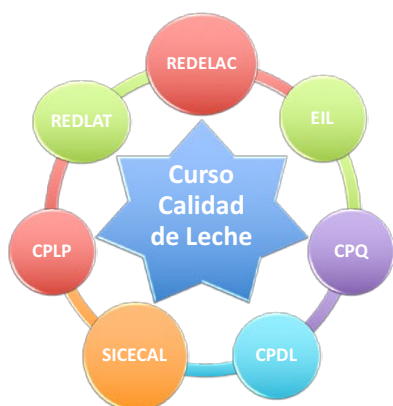 REDELAC
EIL
CPQ
CPDL
SICECAL
CPLP
REDLAT
Curso
Calidad
de Leche